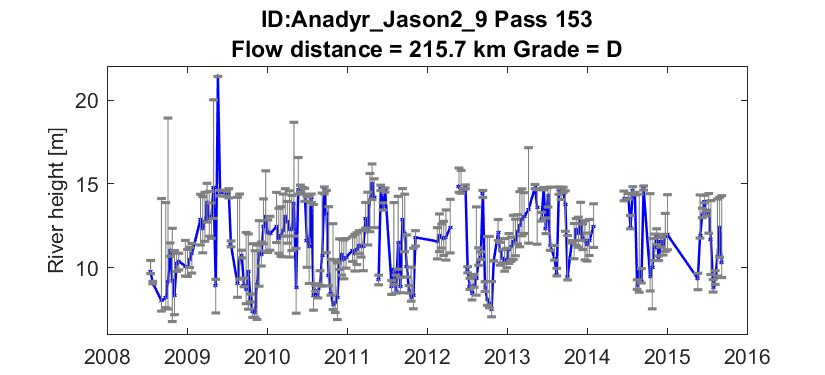 ID:Anadyr_Jason2_9 Pass 153
Flow distance = 215.7 km Grade = D
River height [m]
20
15
10
2008 2009 2010 2011 2012 2013 2014 2015 2016